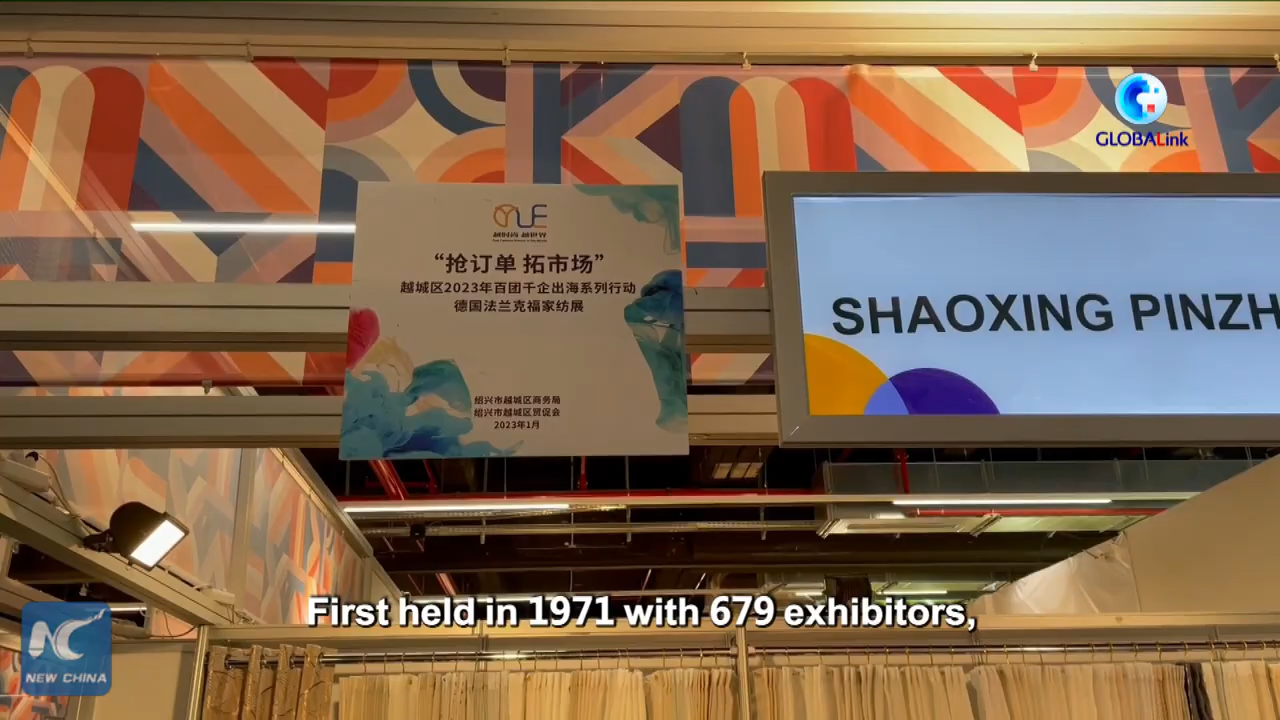 GLOBALink
YUE
越时尚 越世界
“抢订单 拓市场”
越城区2023年百团千企出海系列行动
德国法兰克福家纺展
绍兴市越城区商务局
绍兴市越城区贸促会
2023年1月
SHAOXING PINZH
First held in 1971 with 679 exhibitors,
NC
NEW CHINA